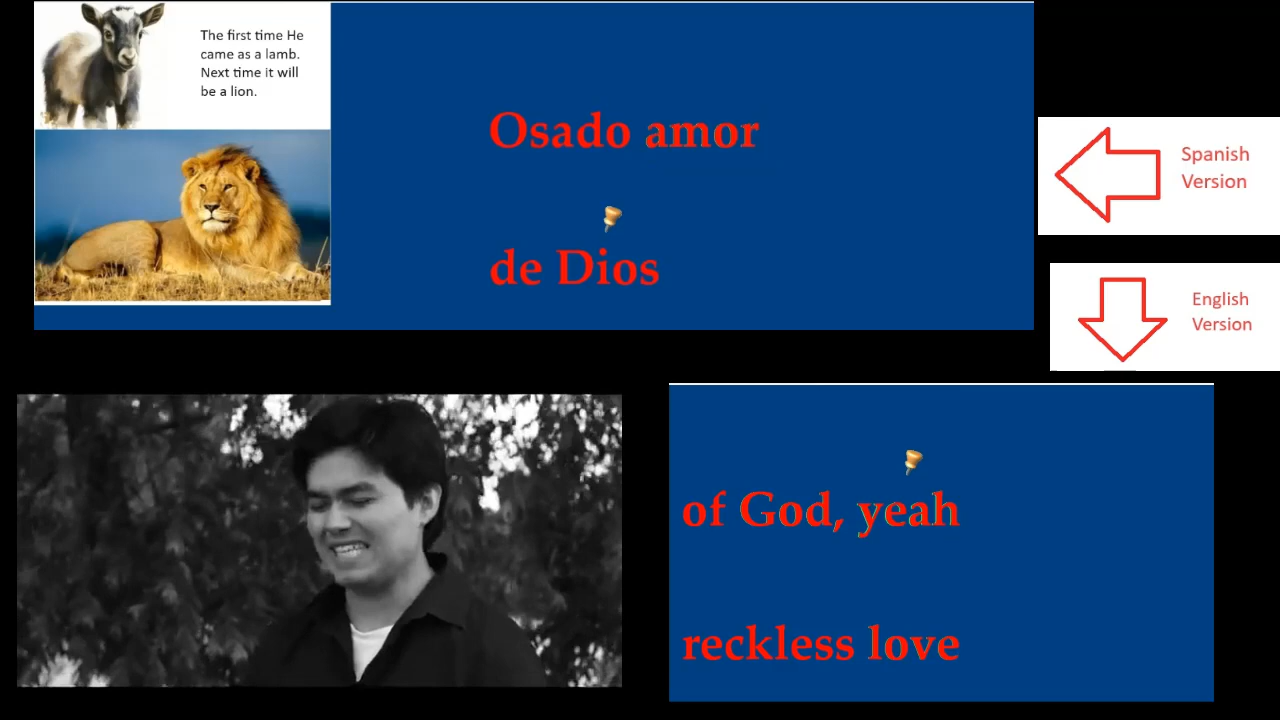 The first time He
came as a lamb.
Next time it will
be a lion.
Osado amor
de Dios
Spanish
Version
English
Version
of God, yeah
reckless love